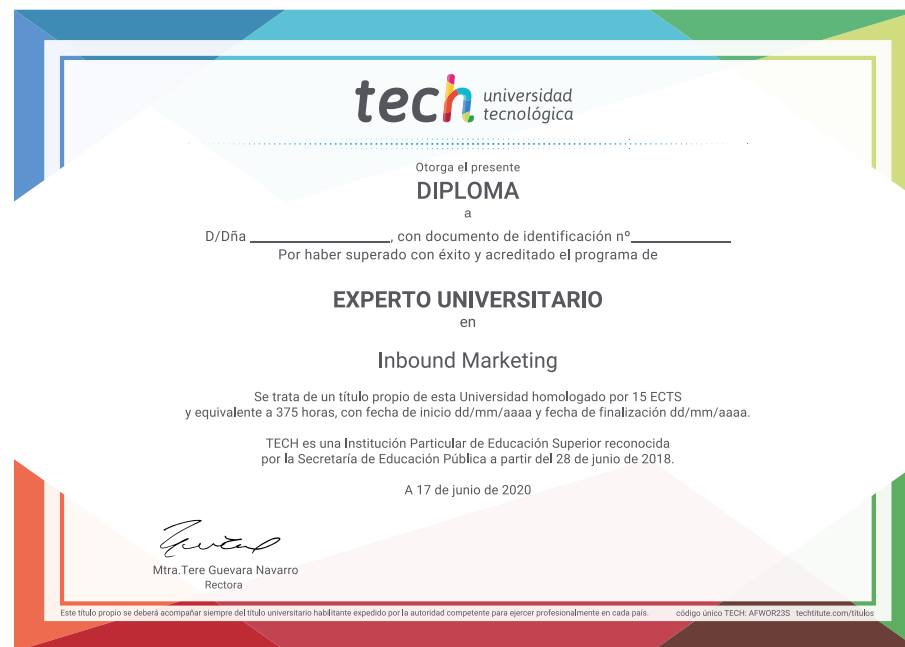 tech universidad
tecnológica
Otorga el presente
DIPLOMA
a
D/Dña ____________________, con documento de identificación nº______________
Por haber superado con éxito y acreditado el programa de
EXPERTO UNIVERSITARIO
en
Inbound Marketing
Se trata de un título propio de esta Universidad homologado por 15 ECTS
y equivalente a 375 horas, con fecha de inicio dd/mm/aaaa y fecha de finalización dd/mm/aaaa.
TECH es una Institución Particular de Educación Superior reconocida
por la Secretaría de Educación Pública a partir del 28 de junio de 2018.
A 17 de junio de 2020
Mtra.Tere Guevara Navarro
Rectora
Este título propio se deberá acompañar siempre del título universitario habilitante expedido por la autoridad competente para ejercer profesionalmente en cada país. código único TECH: AFWOR23S techtitute.com/titulos